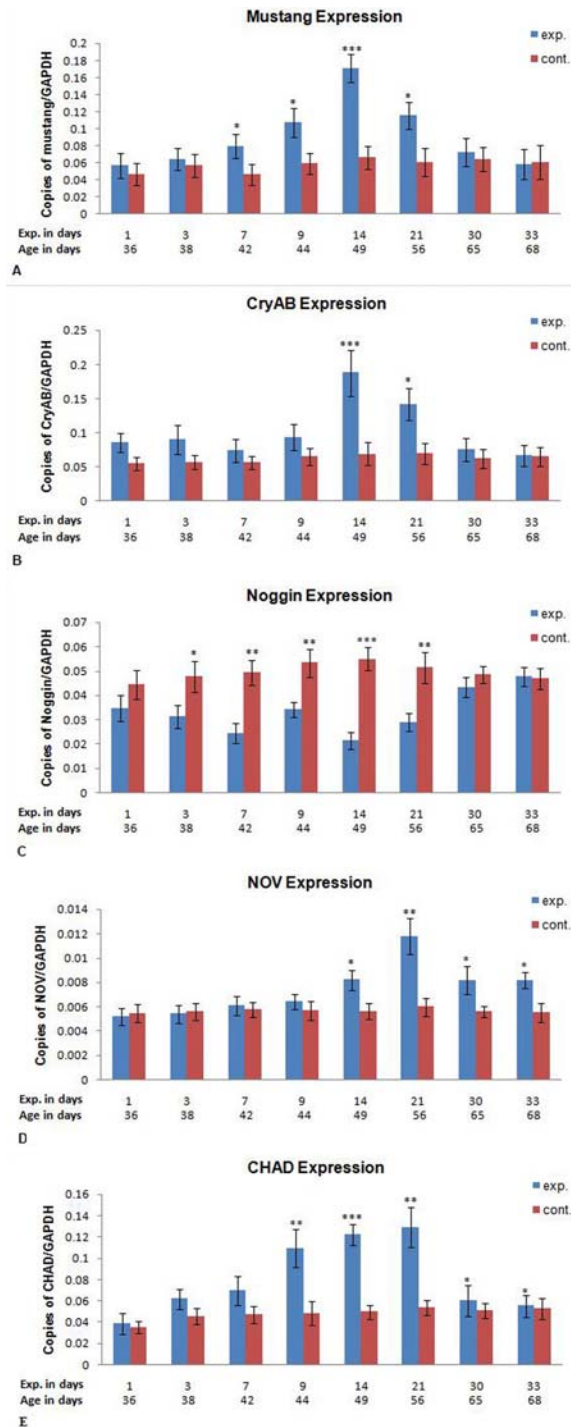 Mustang Expression
Copies of mustang/GAPDH
0.2
0.18
0.16
0.14
0.12
0.1
0.08
0.06
0.04
0.02
0
* * *** *
exp.
cont.
Exp. in days 1 3 7 9 14 21 30 33
Age in days 36 38 42 44 49 56 65 68
A
CryAB Expression
Copies of CryAB/GAPDH
0.25
0.2
0.15
0.1
0.05
0
*** *
exp.
cont.
Exp. in days 1 3 7 9 14 21 30 33
Age in days 36 38 42 44 49 56 65 68
B
Noggin Expression
Copies of Noggin/GAPDH
0.07
0.06
0.05
0.04
0.03
0.02
0.01
0
* ** ** *** **
exp.
cont.
Exp. in days 1 3 7 9 14 21 30 33
Age in days 36 38 42 44 49 56 65 68
C
NOV Expression
Copies of NOV/GAPDH
0.014
0.012
0.01
0.008
0.006
0.004
0.002
0
* ** * *
exp.
cont.
Exp. in days 1 3 7 9 14 21 30 33
Age in days 36 38 42 44 49 56 65 68
D
CHAD Expression
Copies of CHAD/GAPDH
0.16
0.14
0.12
0.1
0.08
0.06
0.04
0.02
0
** *** ** * *
exp.
cont.
Exp. in days 1 3 7 9 14 21 30 33
Age in days 36 38 42 44 49 56 65 68
E